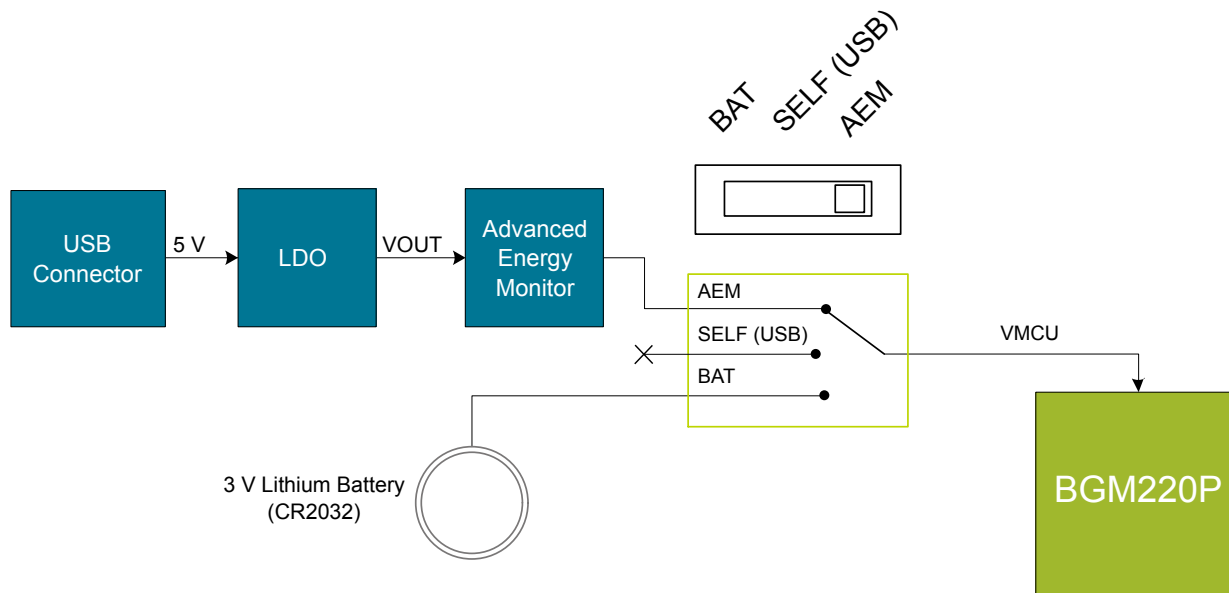 BAT
SELF (USB)
AEM
USB
Connector
5 V
LDO
VOUT
Advanced
Energy
Monitor
AEM
SELF (USB)
BAT
VMCU
3 V Lithium Battery
(CR2032)
BGM220P